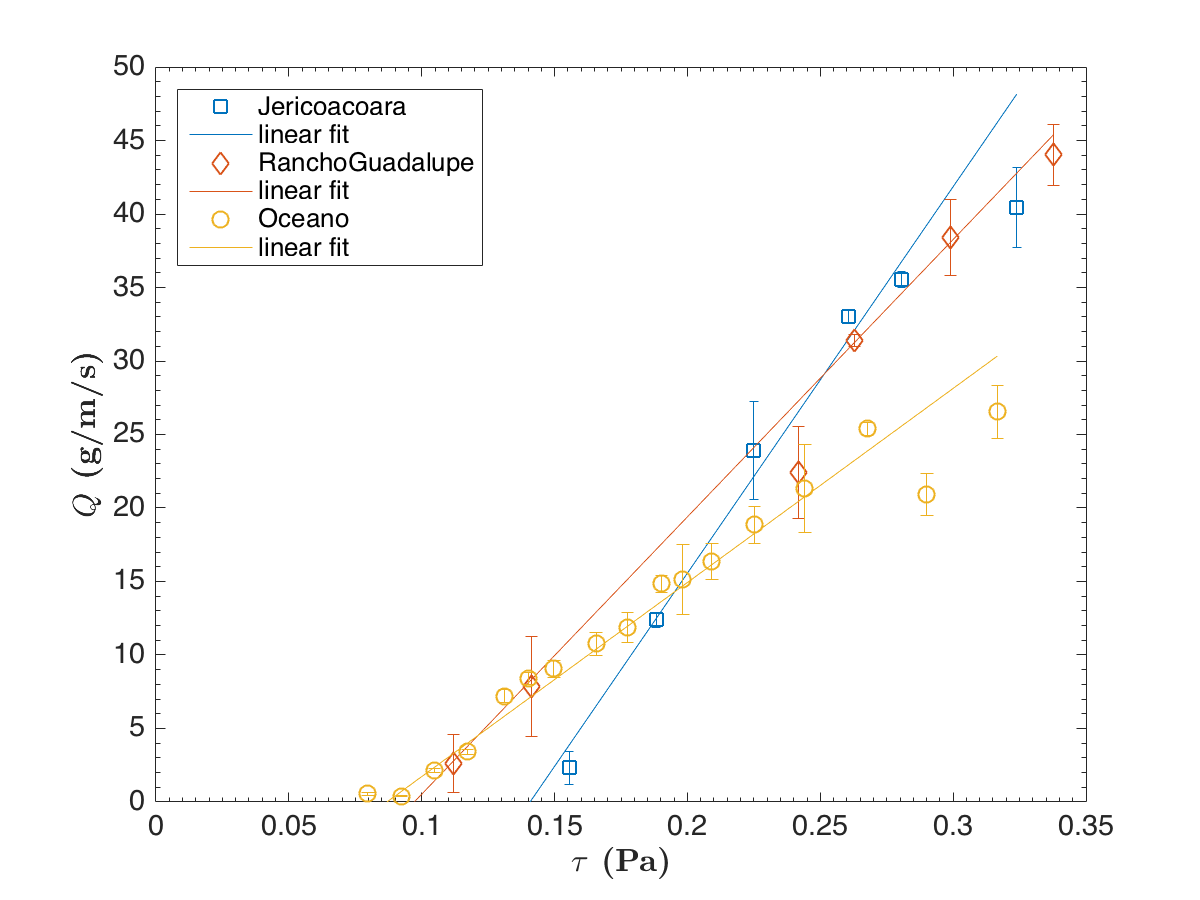 50
45
40
35
30
25
20
15
10
5
0
Q (g/m/s)
Jericoacoara
linear fit
RanchoGuadalupe
linear fit
Oceano
linear fit
0 0.05 0.1 0.15 0.2 0.25 0.3 0.35
τ (Pa)